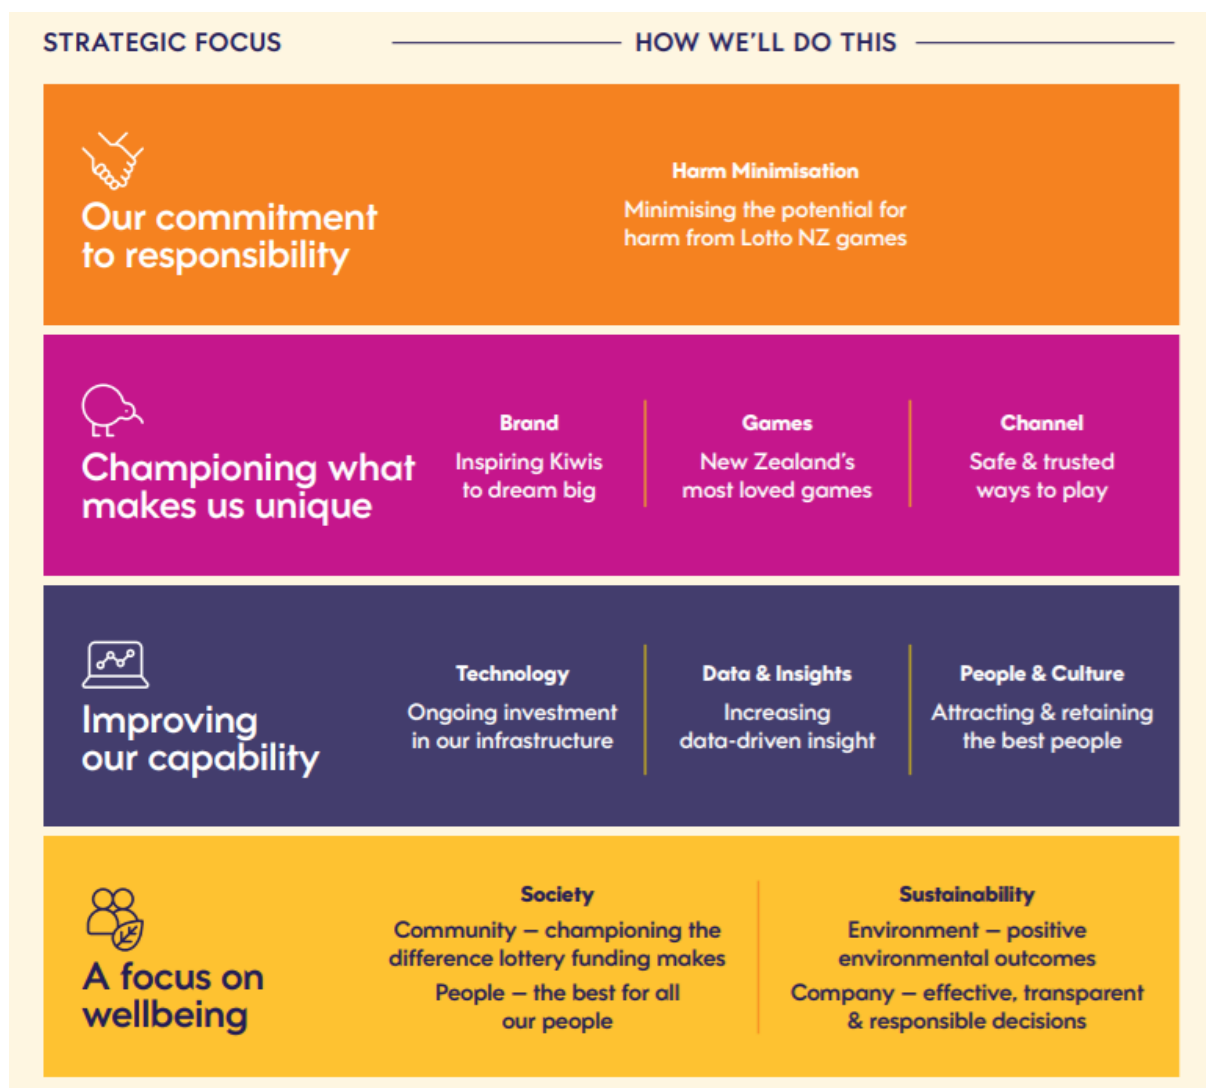 STRATEGIC FOCUS
HOW WE'LL DO THIS
Our commitment
to responsibility
Harm Minimisation
Minimising the potential for
harm from Lotto NZ games
Championing what
makes us unique
Brand
Inspiring Kiwis
to dream big
Games
New Zealand's
most loved games
Channel
Safe & trusted
ways to play
Improving
our capability
Technology
Ongoing investment
in our infrastructure
Data & Insights
Increasing
data-driven insight
People & Culture
Attracting & retaining
the best people
A focus on
wellbeing
Society
Community – championing the
difference lottery funding makes
People – the best for all
our people
Sustainability
Environment – positive
environmental outcomes
Company – effective, transparent
& responsible decisions